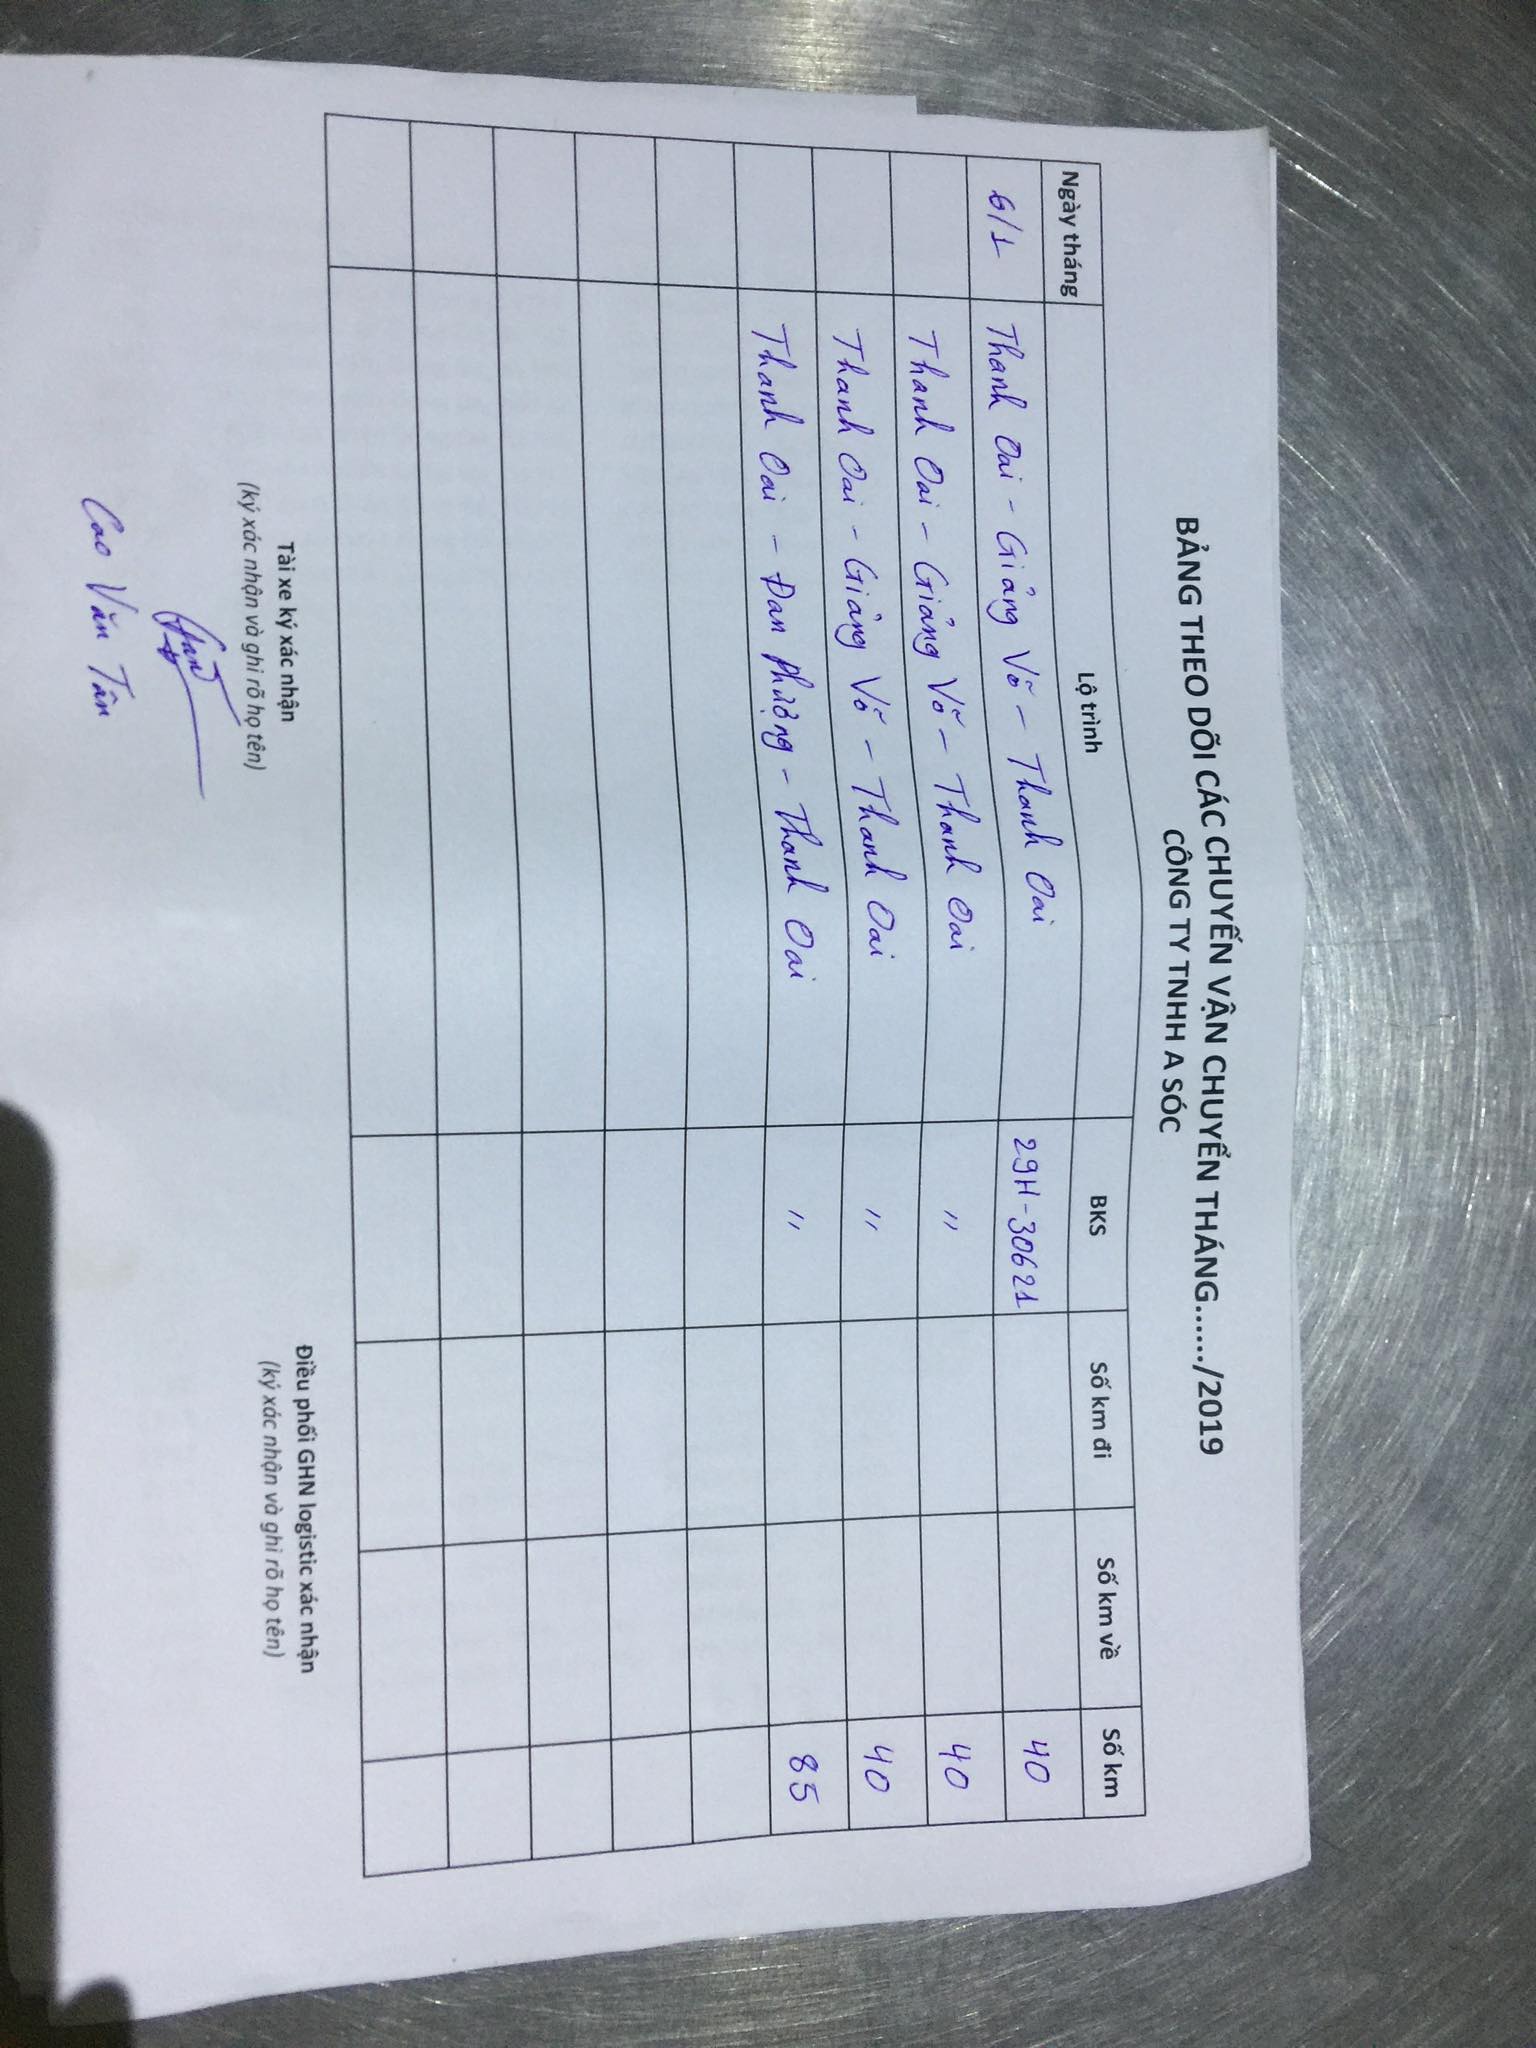 BẢNG THEO DÕI CÁC CHUYẾN VẬN CHUYỂN THÁNG....../2019
CÔNG TY TNHH A SÓC
Ngày tháng Lộ trình BKS Số km đi Số km về Số km
6/1 Thanh Oai - Giảng Võ - Thanh Oai 29H-30621 40
Thanh Oai - Giảng Võ - Thanh Oai " 40
Thanh Oai - Giảng Võ - Thanh Oai " 40
Thanh Oai - Đan Phượng - Thanh Oai " 85
Tài xe ký xác nhận Điều phối GHN logistic xác nhận
(ký xác nhận và ghi rõ họ tên) (ký xác nhận và ghi rõ họ tên)
Cao Văn Tân